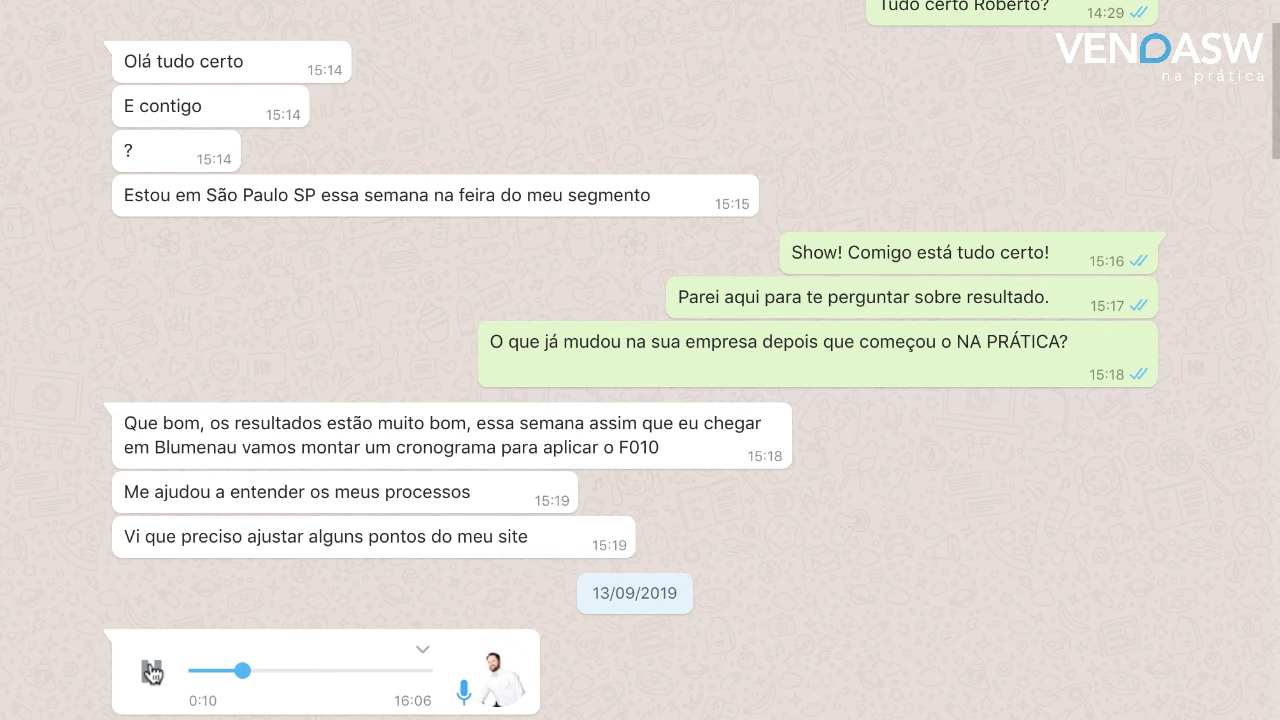 Tudo certo Roberto?
14:29
VENDASW
na prática
Olá tudo certo
15:14
E contigo
15:14
?
15:14
Estou em São Paulo SP essa semana na feira do meu segmento
15:15
Show! Comigo está tudo certo!
15:16
Parei aqui para te perguntar sobre resultado.
15:17
O que já mudou na sua empresa depois que começou o NA PRÁTICA?
15:18
Que bom, os resultados estão muito bom, essa semana assim que eu chegar
em Blumenau vamos montar um cronograma para aplicar o F010
15:18
Me ajudou a entender os meus processos
15:19
Vi que preciso ajustar alguns pontos do meu site
15:19
13/09/2019
0:10
16:06